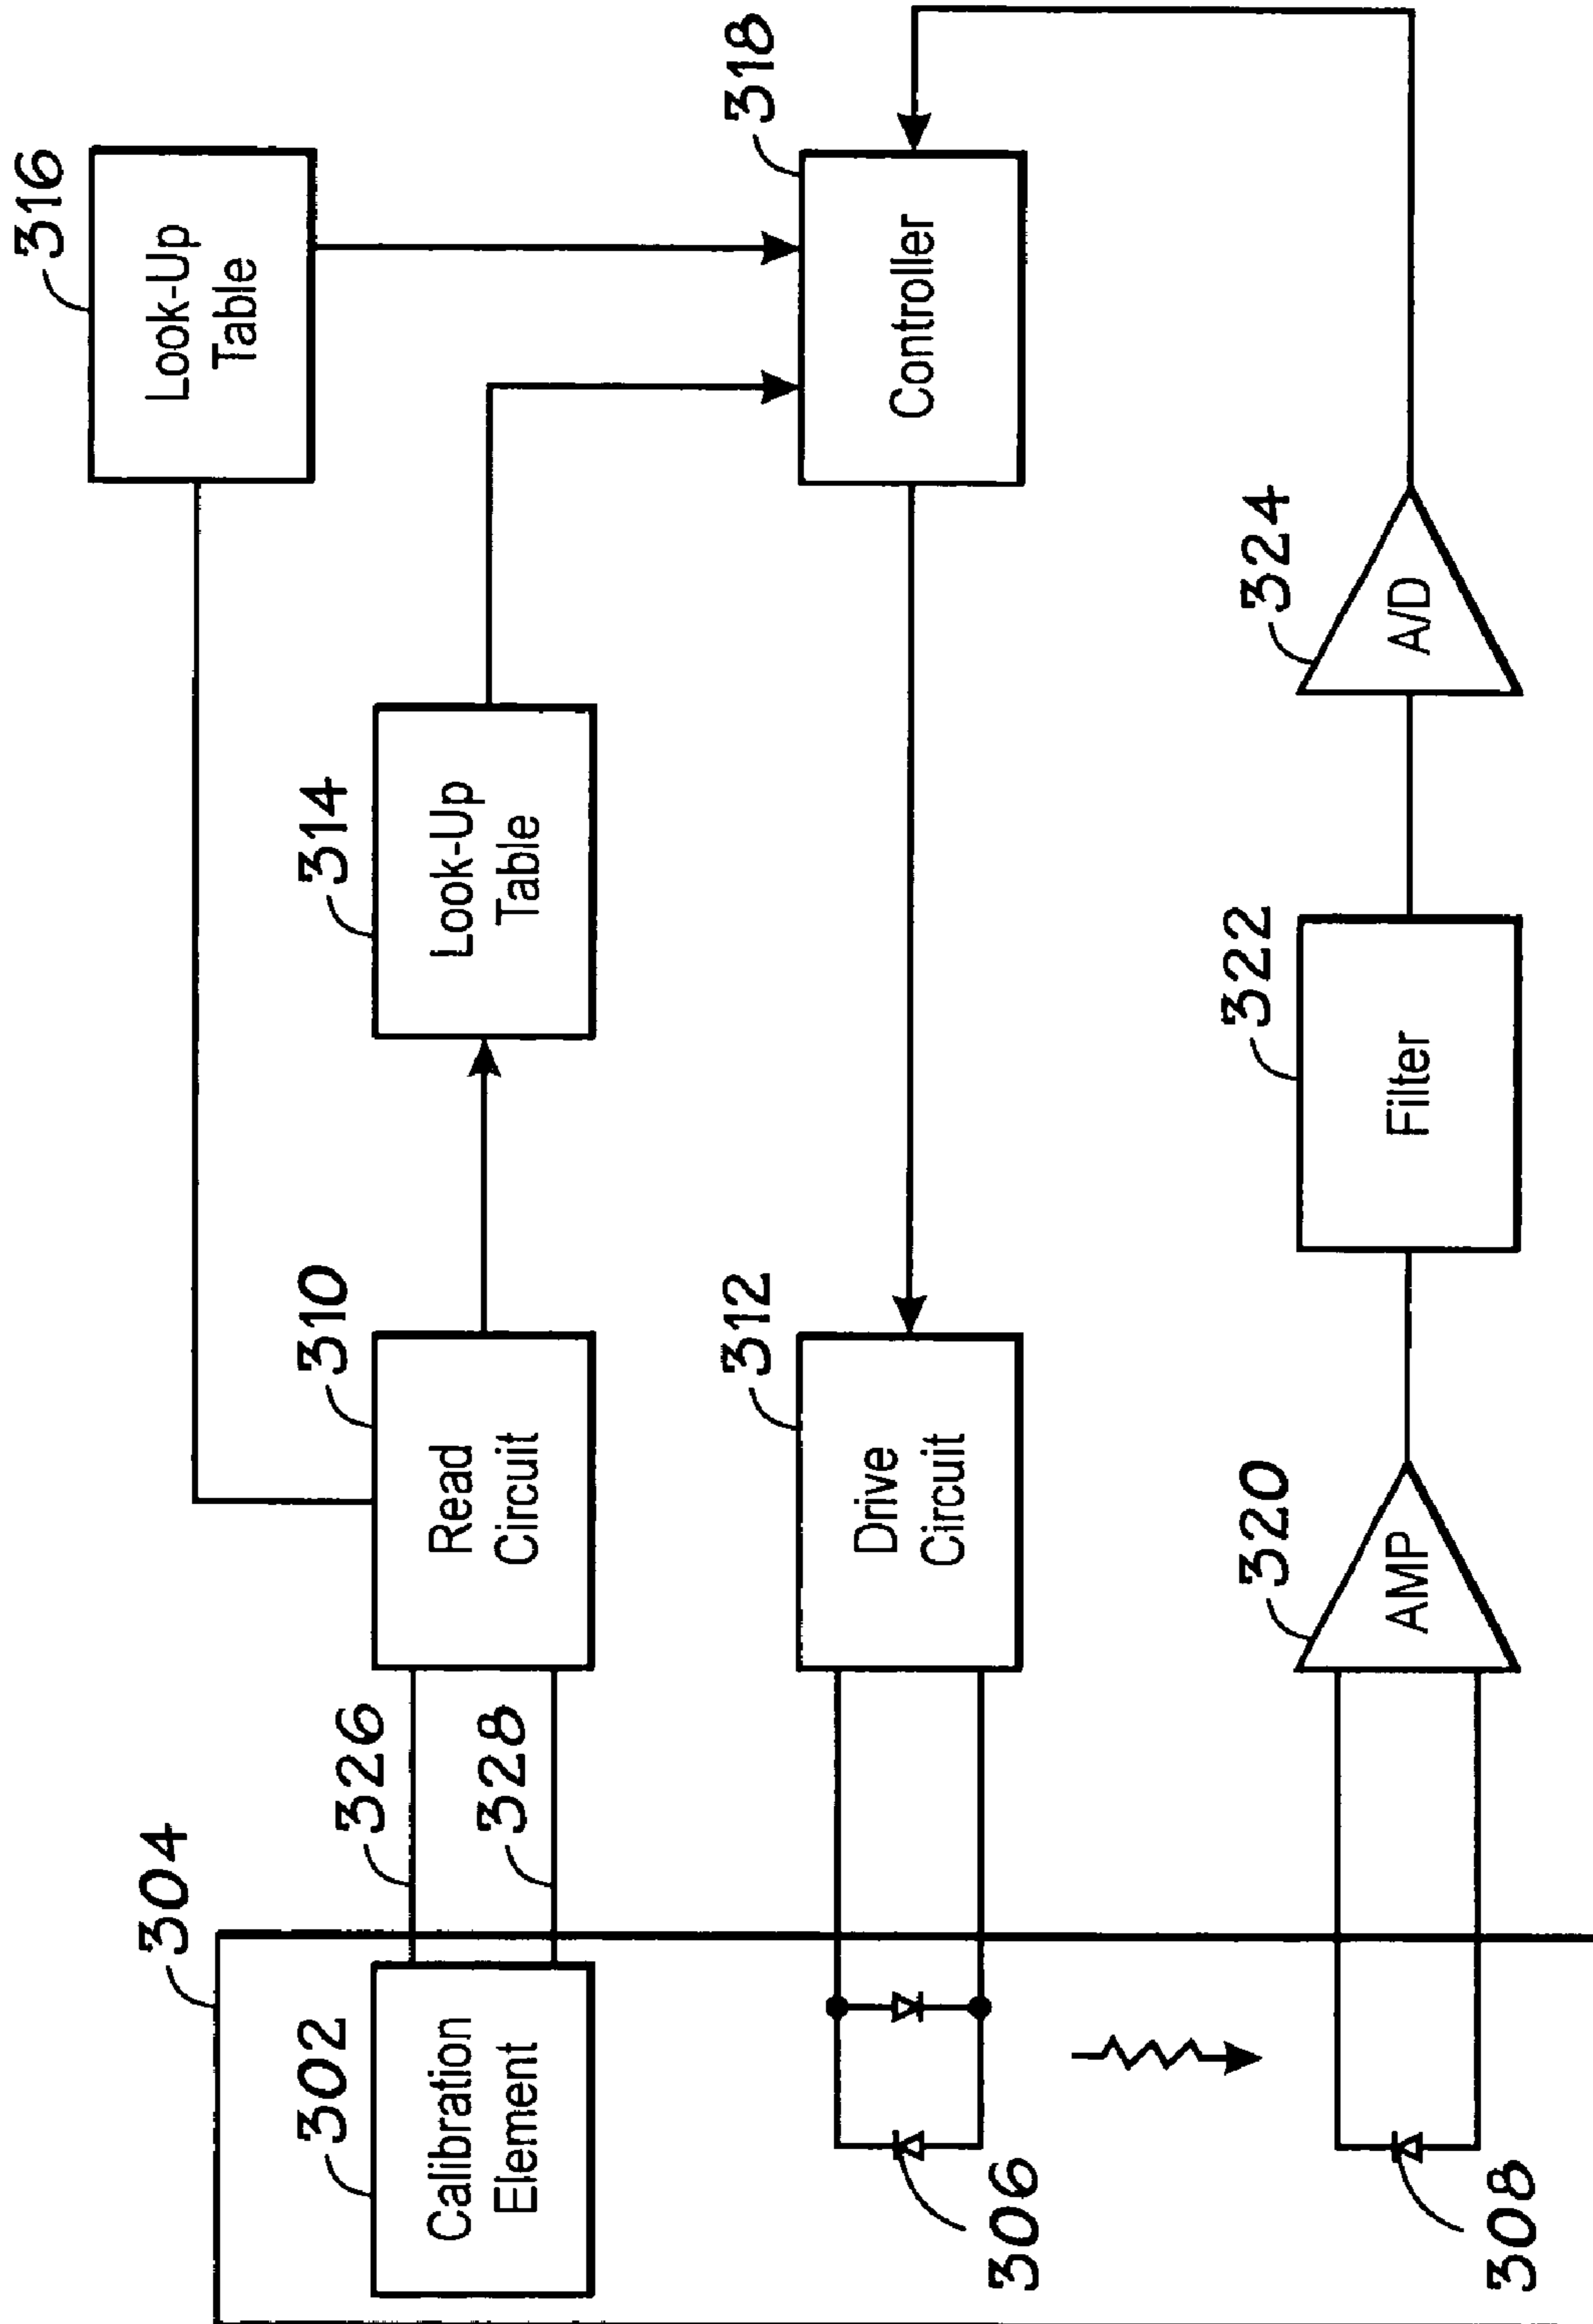 316
Look-Up
Table
318
Controller
314
Look-Up
Table
324
A/D
322
Filter
310
Read
Circuit
312
Drive
Circuit
320
AMP
326
328
304
302
Calibration
Element
306
308